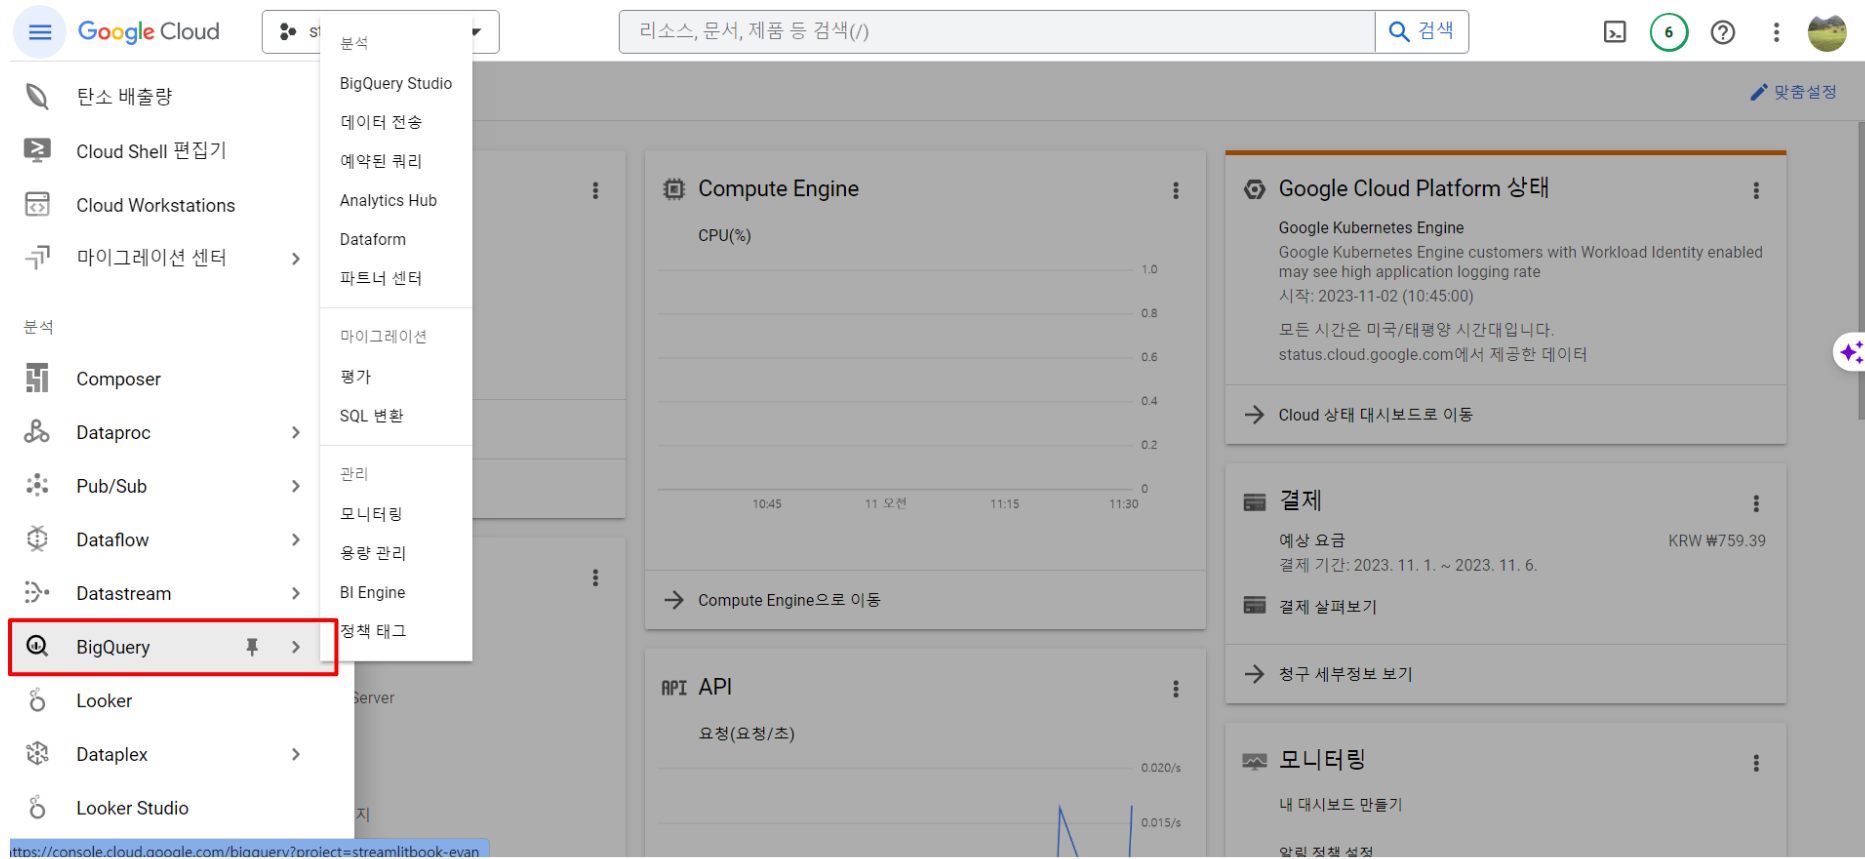 Google Cloud
st
리소스, 문서, 제품 등 검색(/)
검색
6
탄소 배출량
Cloud Shell 편집기
Cloud Workstations
마이그레이션 센터
분석
Composer
Dataproc
Pub/Sub
Dataflow
Datastream
BigQuery
Looker
Dataplex
Looker Studio
https://console.cloud.google.com/bigquery?project=streamlitbook-evan
분석
BigQuery Studio
데이터 전송
예약된 쿼리
Analytics Hub
Dataform
파트너 센터
마이그레이션
평가
SQL 변환
관리
모니터링
용량 관리
BI Engine
정책 태그
Server
지
맞춤설정
Compute Engine
CPU(%)
1.0
0.8
0.6
0.4
0.2
0
10:45
11 오전
11:15
11:30
Compute Engine으로 이동
API
API
요청(요청/초)
0.020/s
0.015/s
Google Cloud Platform 상태
Google Kubernetes Engine
Google Kubernetes Engine customers with Workload Identity enabled
may see high application logging rate
시작: 2023-11-02 (10:45:00)
모든 시간은 미국/태평양 시간대입니다.
status.cloud.google.com에서 제공한 데이터
Cloud 상태 대시보드로 이동
결제
예상 요금
KRW ₩759.39
결제 기간: 2023. 11. 1. ~ 2023. 11. 6.
결제 살펴보기
청구 세부정보 보기
모니터링
내 대시보드 만들기
알림 정책 설정